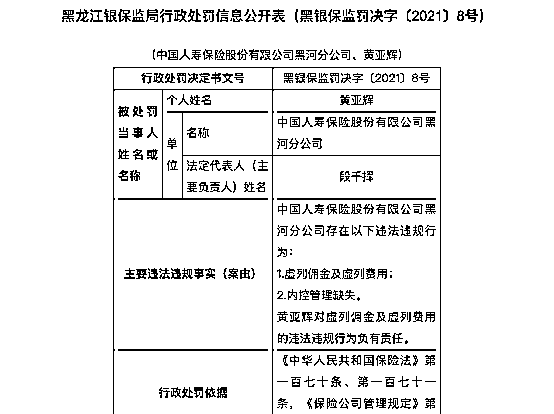 黑龙江银保监局行政处罚信息公开表（黑银保监罚决字〔2021〕8号）
（中国人寿保险股份有限公司黑河分公司、黄亚辉）
行政处罚决定书文号
黑银保监罚决字〔2021〕8号
被处罚
当事人
姓名或
名称
个人姓名
黄亚辉
单
位
名称
中国人寿保险股份有限公司黑
河分公司
法定代表人（主
要负责人）姓名
段千挥
主要违法违规事实（案由）
中国人寿保险股份有限公司黑
河分公司存在以下违法违规行
为：
1.虚列佣金及虚列费用；
2.内控管理缺失。
黄亚辉对虚列佣金及虚列费用
的违法违规行为负有责任。
行政处罚依据
《中华人民共和国保险法》第
一百七十条、第一百七十一
条，《保险公司管理规定》第